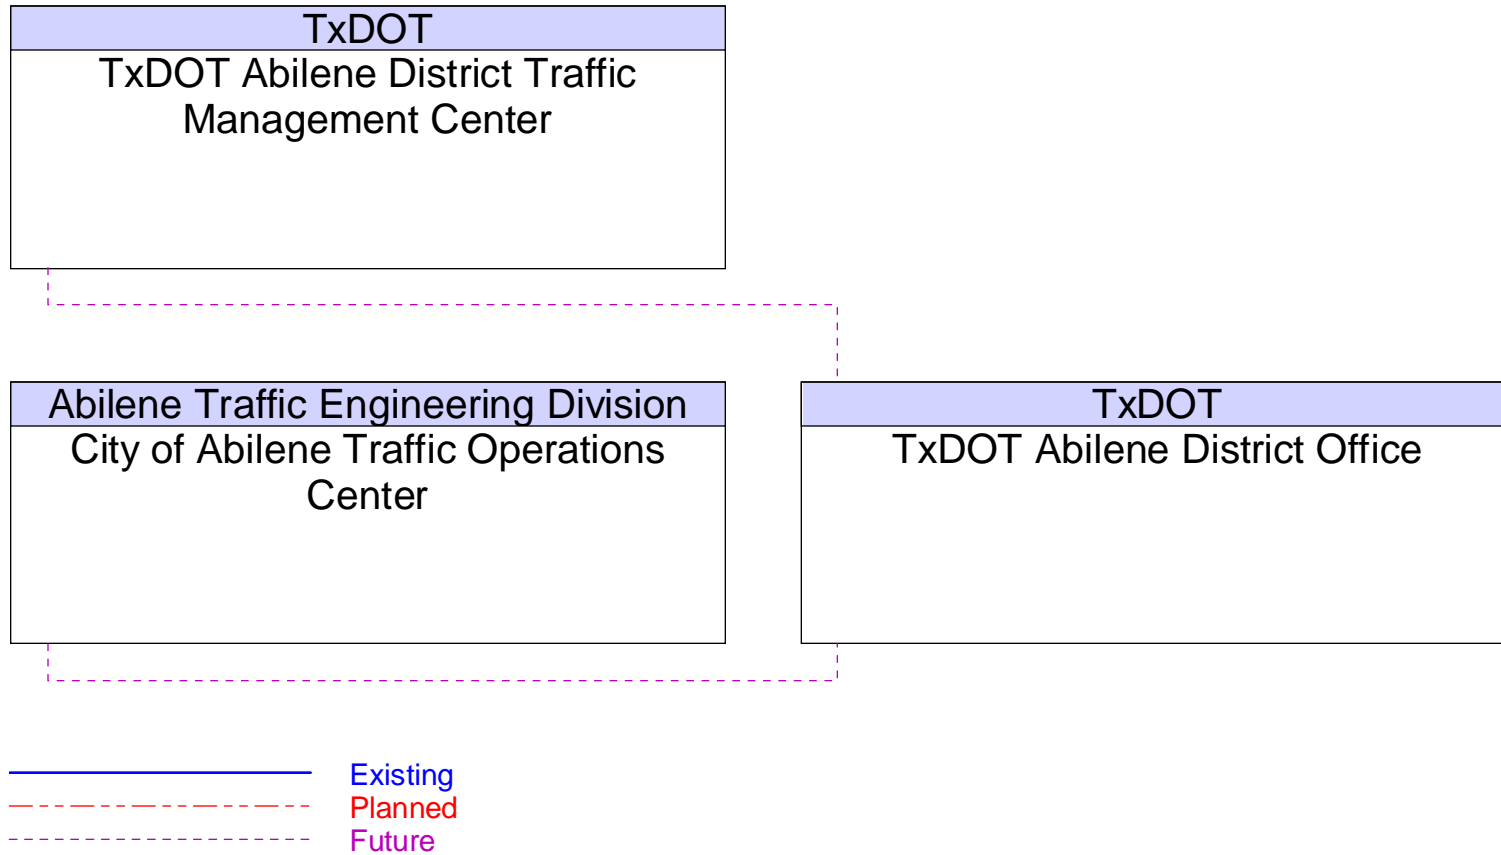 TxDOT
TxDOT Abilene District Traffic
Management Center
Abilene Traffic Engineering Division
City of Abilene Traffic Operations
Center
TxDOT
TxDOT Abilene District Office
Existing
Planned
Future